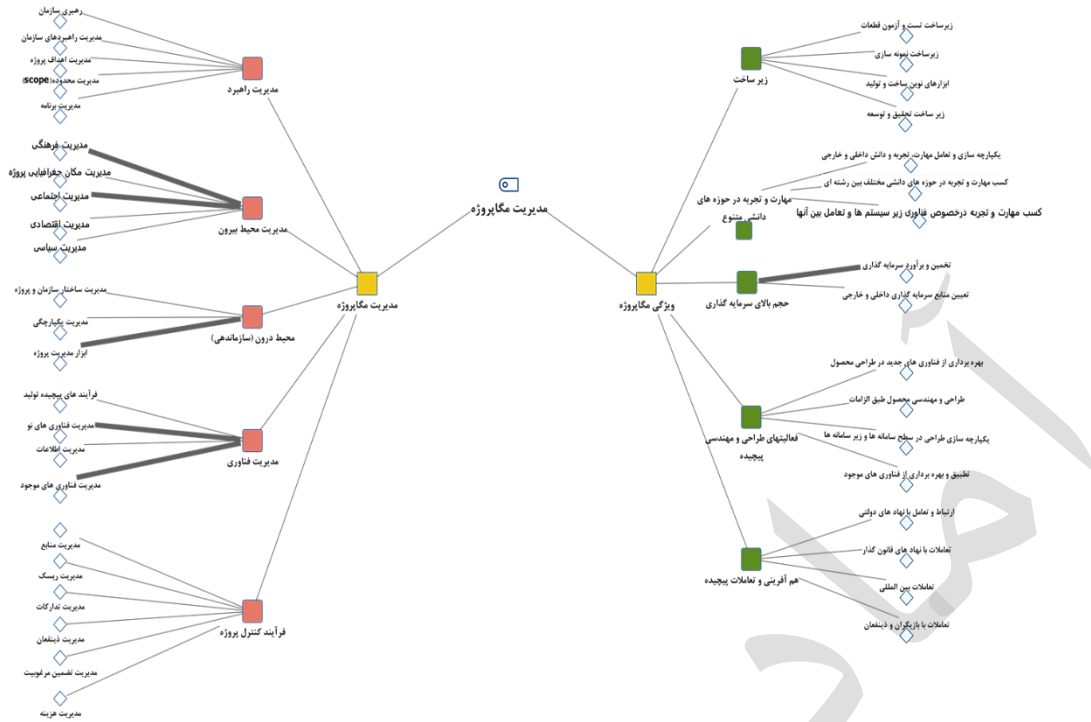 مدیریت مگاپروژه
ویژگی مگاپروژه
زیر ساخت
زیرساخت تست و آزمون قطعات
زیرساخت نمونه سازی
ابزارهای نوین ساخت و تولید
زیر ساخت تحقیق و توسعه
مهارت و تجربه در حوزه های
دانشی متنوع
یکپارچه سازی و تعامل مهارت، تجربه و دانش داخلی و خارجی
کسب مهارت و تجربه در حوزه های دانشی مختلف بین رشته ای
کسب مهارت و تجربه درخصوص فناوری زیر سیستم ها و تعامل بین آنها
حجم بالای سرمایه گذاری
تخمین و برآورد سرمایه گذاری
تعیین منابع سرمایه گذاری داخلی و خارجی
فعالیتهای طراحی و مهندسی
پیچیده
بهره برداری از فناوری های جدید در طراحی محصول
طراحی و مهندسی محصول طبق الزامات
یکپارچه سازی طراحی در سطح سامانه ها و زیر سامانه ها
تطبیق و بهره برداری از فناوری های موجود
هم آفرینی و تعاملات پیچیده
ارتباط و تعامل با نهاد های دولتی
تعاملات با نهاد های قانون گذار
تعاملات بین المللی
تعاملات با بازیگران و ذینفعان
مدیریت مگاپروژه
مدیریت راهبرد
رهبری سازمان
مدیریت راهبردهای سازمان
مدیریت اهداف پروژه
مدیریت محدوده(scope)
مدیریت برنامه
مدیریت محیط بیرون
مدیریت فرهنگی
مدیریت مکان جغرافیایی پروژه
مدیریت اجتماعی
مدیریت اقتصادی
مدیریت سیاسی
محیط درون (سازماندهی)
مدیریت ساختار سازمان و پروژه
مدیریت یکپارچگی
ابزار مدیریت پروژه
مدیریت فناوری
فرآیند های پیچیده تولید
مدیریت فناوری های نو
مدیریت اطلاعات
مدیریت فناوری های موجود
فرآیند کنترل پروژه
مدیریت منابع
مدیریت ریسک
مدیریت تدارکات
مدیریت ذینفعان
مدیریت تضمین مرغوبیت
مدیریت هزینه